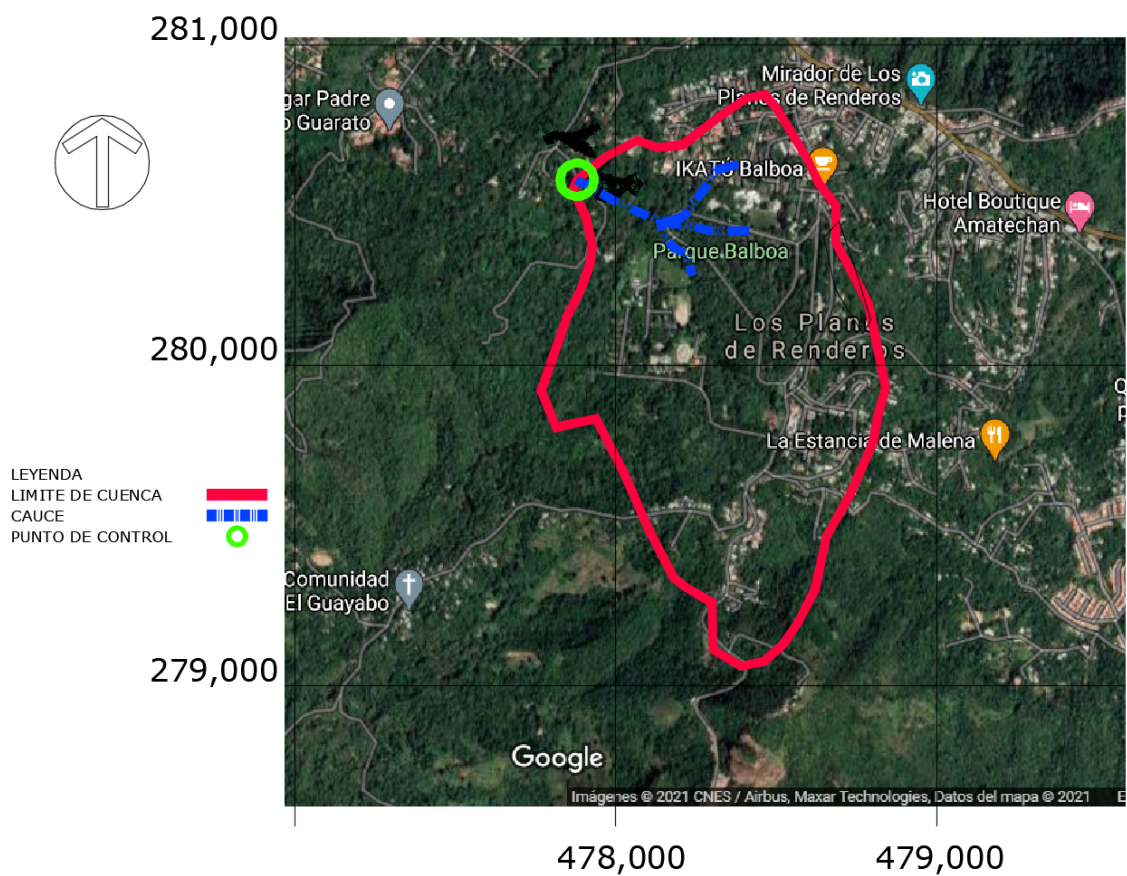 281,000
Mirador de Los
Planes de Renderos
gar Padre
o Guarato
IKATÚ Balboa
Hotel Boutique
Amatechan
Parque Balboa
Los Planes
de Renderos
280,000
La Estancia de Malena
LEYENDA
LIMITE DE CUENCA
CAUCE
PUNTO DE CONTROL
Comunidad
El Guayabo
279,000
Google
Imágenes © 2021 CNES / Airbus, Maxar Technologies, Datos del mapa © 2021
478,000
479,000